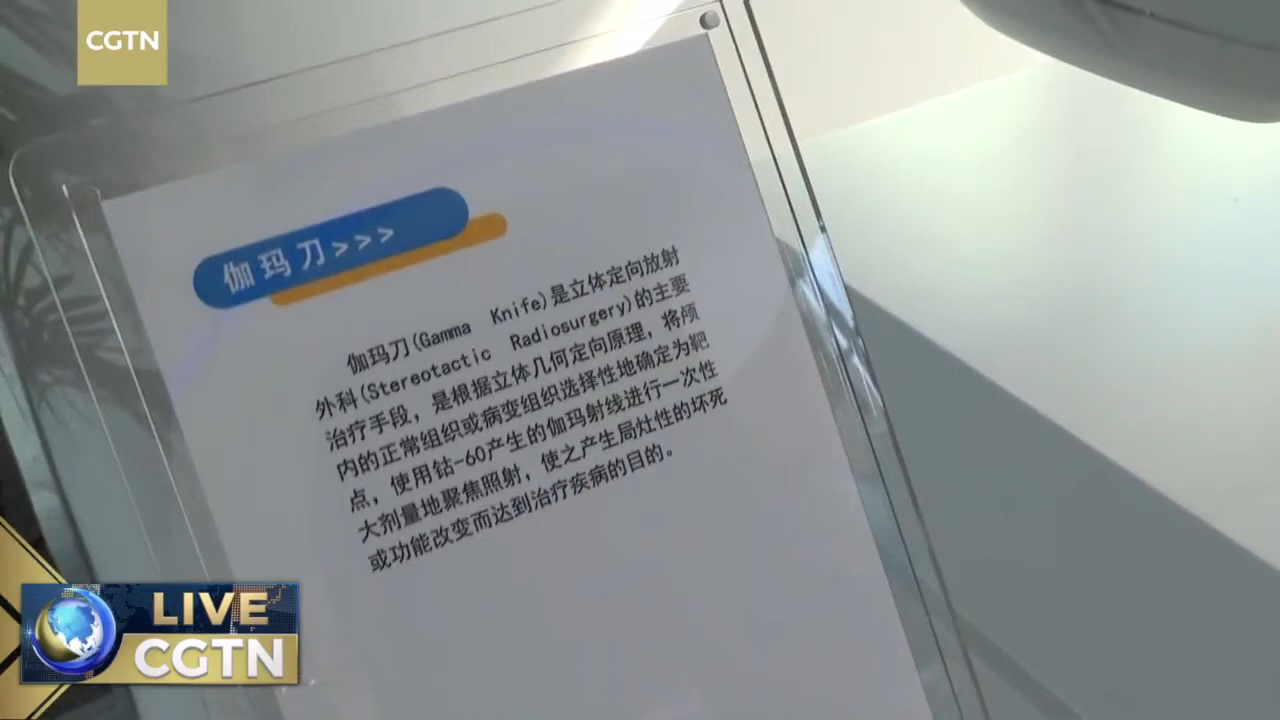 CGTN
伽玛刀>>>
伽玛刀(Gamma Knife)是立体定向放射
外科(Stereotactic Radiosurgery)的主要
治疗手段，是根据立体几何定向原理，将颅
内的正常组织或病变组织选择性地确定为靶
点，使用钴-60产生的伽玛射线进行一次性
大剂量地聚焦照射，使之产生局灶性的坏死
或功能改变而达到治疗疾病的目的。
LIVE
CGTN